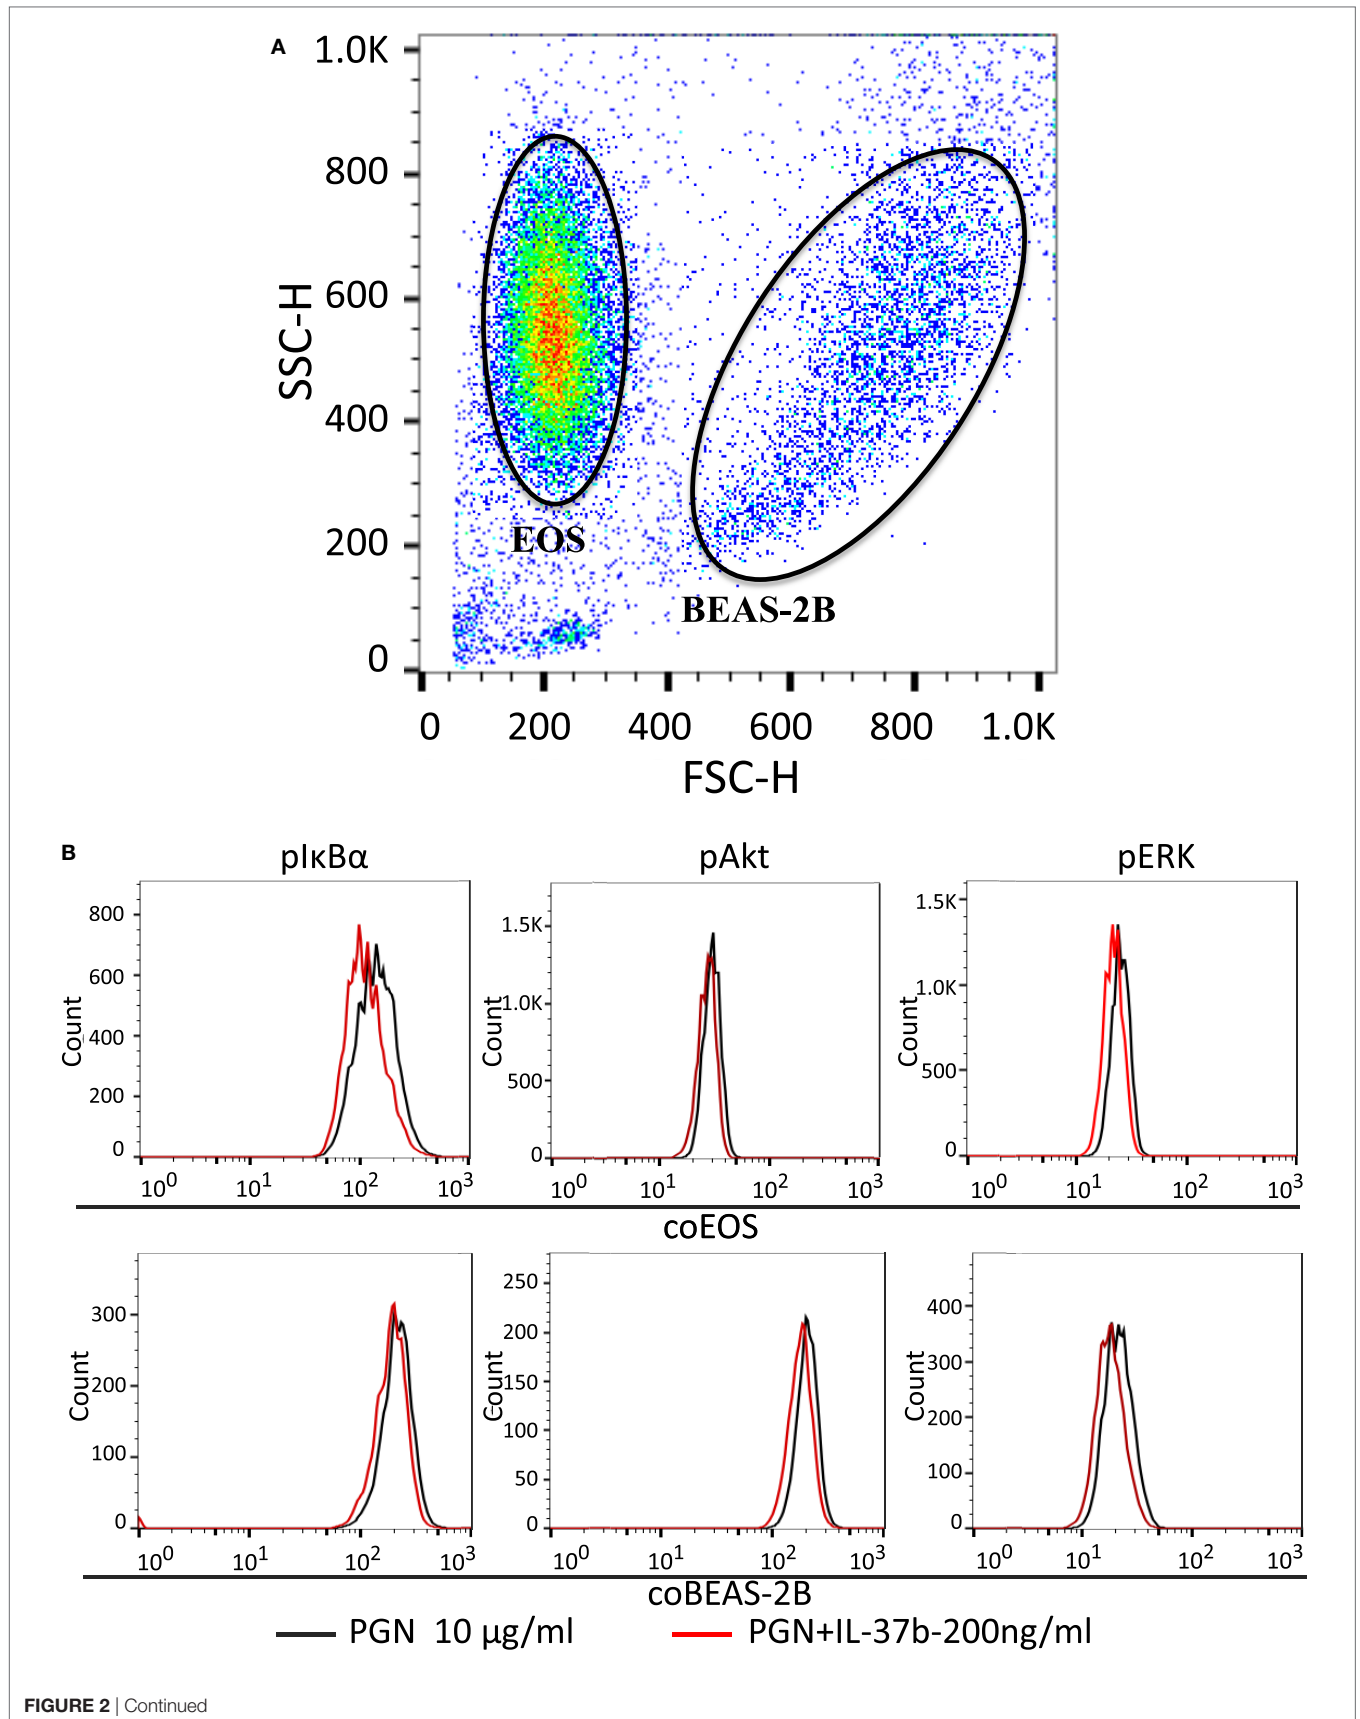 A
1.0K
800
600
400
200
0
SSC-H
EOS
BEAS-2B
0 200 400 600 800 1.0K
FSC-H
B
pIκBα pAkt pERK
800
600
400
200
0
Count
10⁰ 10¹ 10² 10³
1.5K
1.0K
500
0
Count
10⁰ 10¹ 10² 10³
1.5K
1.0K
500
0
Count
10⁰ 10¹ 10² 10³
coEOS
300
200
100
0
Count
10⁰ 10¹ 10² 10³
250
200
150
100
50
0
Count
10⁰ 10¹ 10² 10³
400
300
200
100
0
Count
10⁰ 10¹ 10² 10³
coBEAS-2B
PGN 10 μg/ml PGN+IL-37b-200ng/ml
FIGURE 2 | Continued